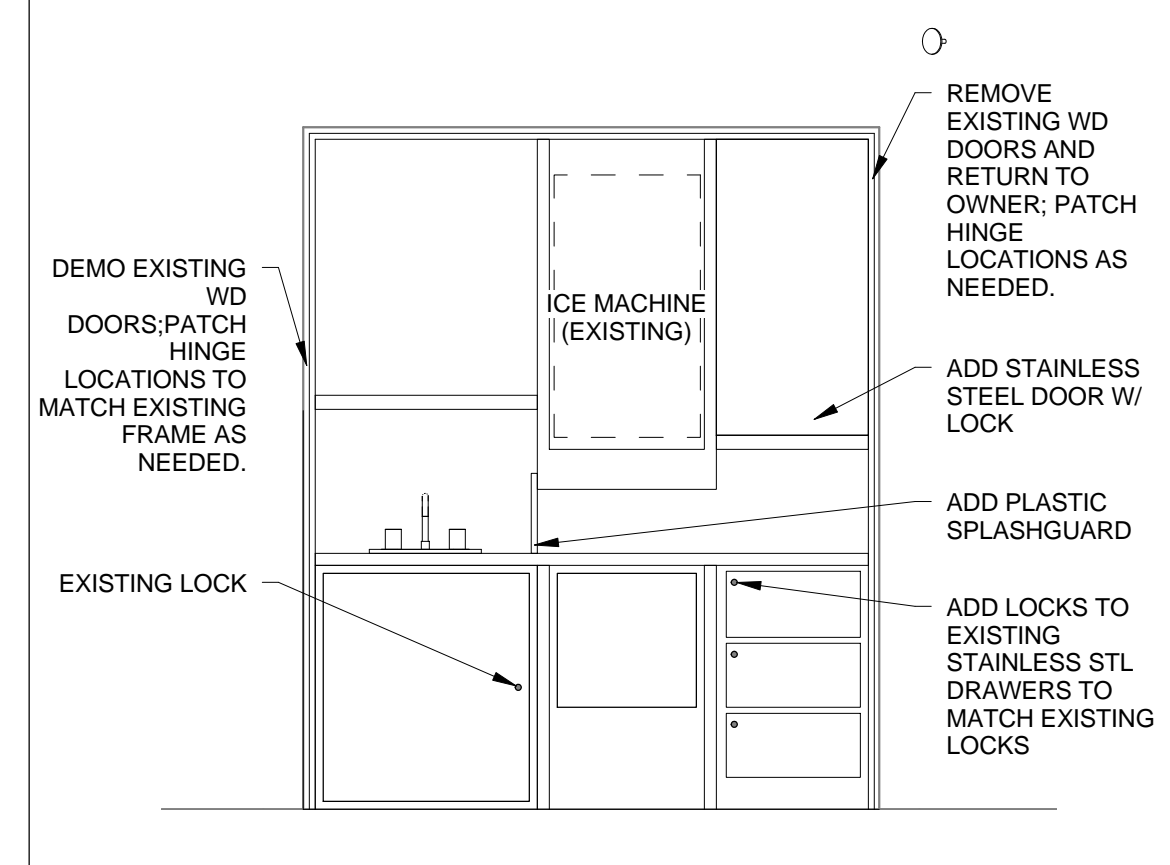 REMOVE
EXISTING WD
DOORS AND
RETURN TO
OWNER; PATCH
HINGE
LOCATIONS AS
NEEDED.
DEMO EXISTING
WD
DOORS;PATCH
HINGE
LOCATIONS TO
MATCH EXISTING
FRAME AS
NEEDED.
ICE MACHINE
(EXISTING)
ADD STAINLESS
STEEL DOOR W/
LOCK
ADD PLASTIC
SPLASHGUARD
EXISTING LOCK
ADD LOCKS TO
EXISTING
STAINLESS STL
DRAWERS TO
MATCH EXISTING
LOCKS